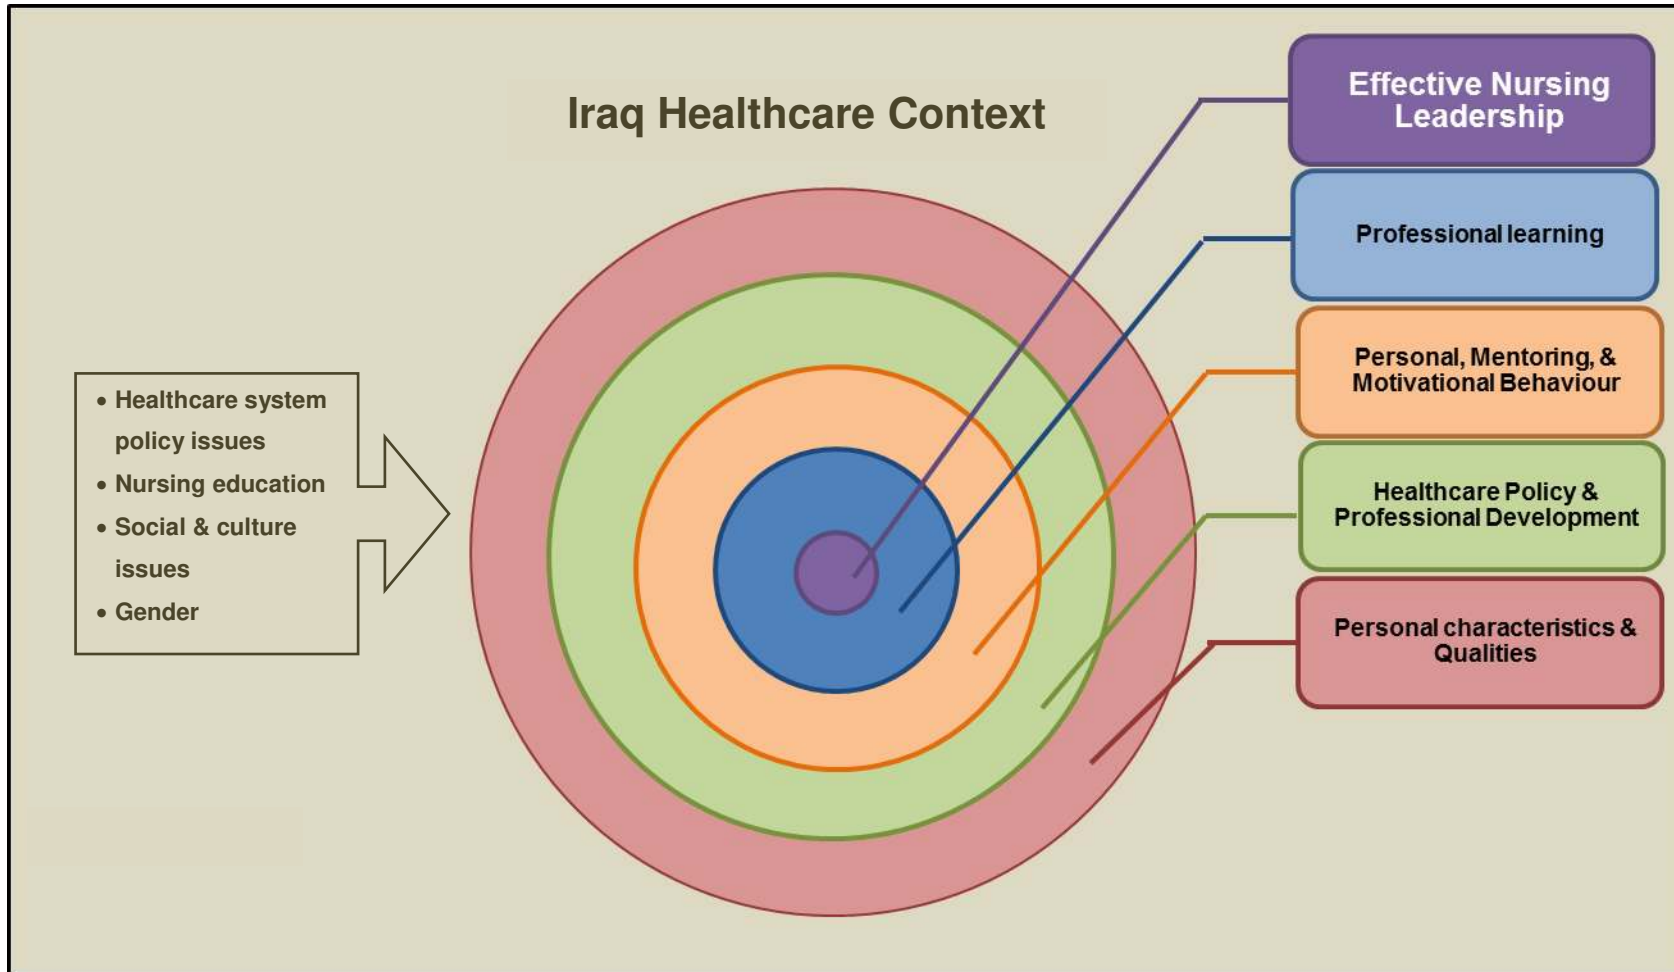 Iraq Healthcare Context
• Healthcare system
policy issues
• Nursing education
• Social & culture
issues
• Gender
Effective Nursing
Leadership
Professional learning
Personal, Mentoring, &
Motivational Behaviour
Healthcare Policy &
Professional Development
Personal characteristics &
Qualities